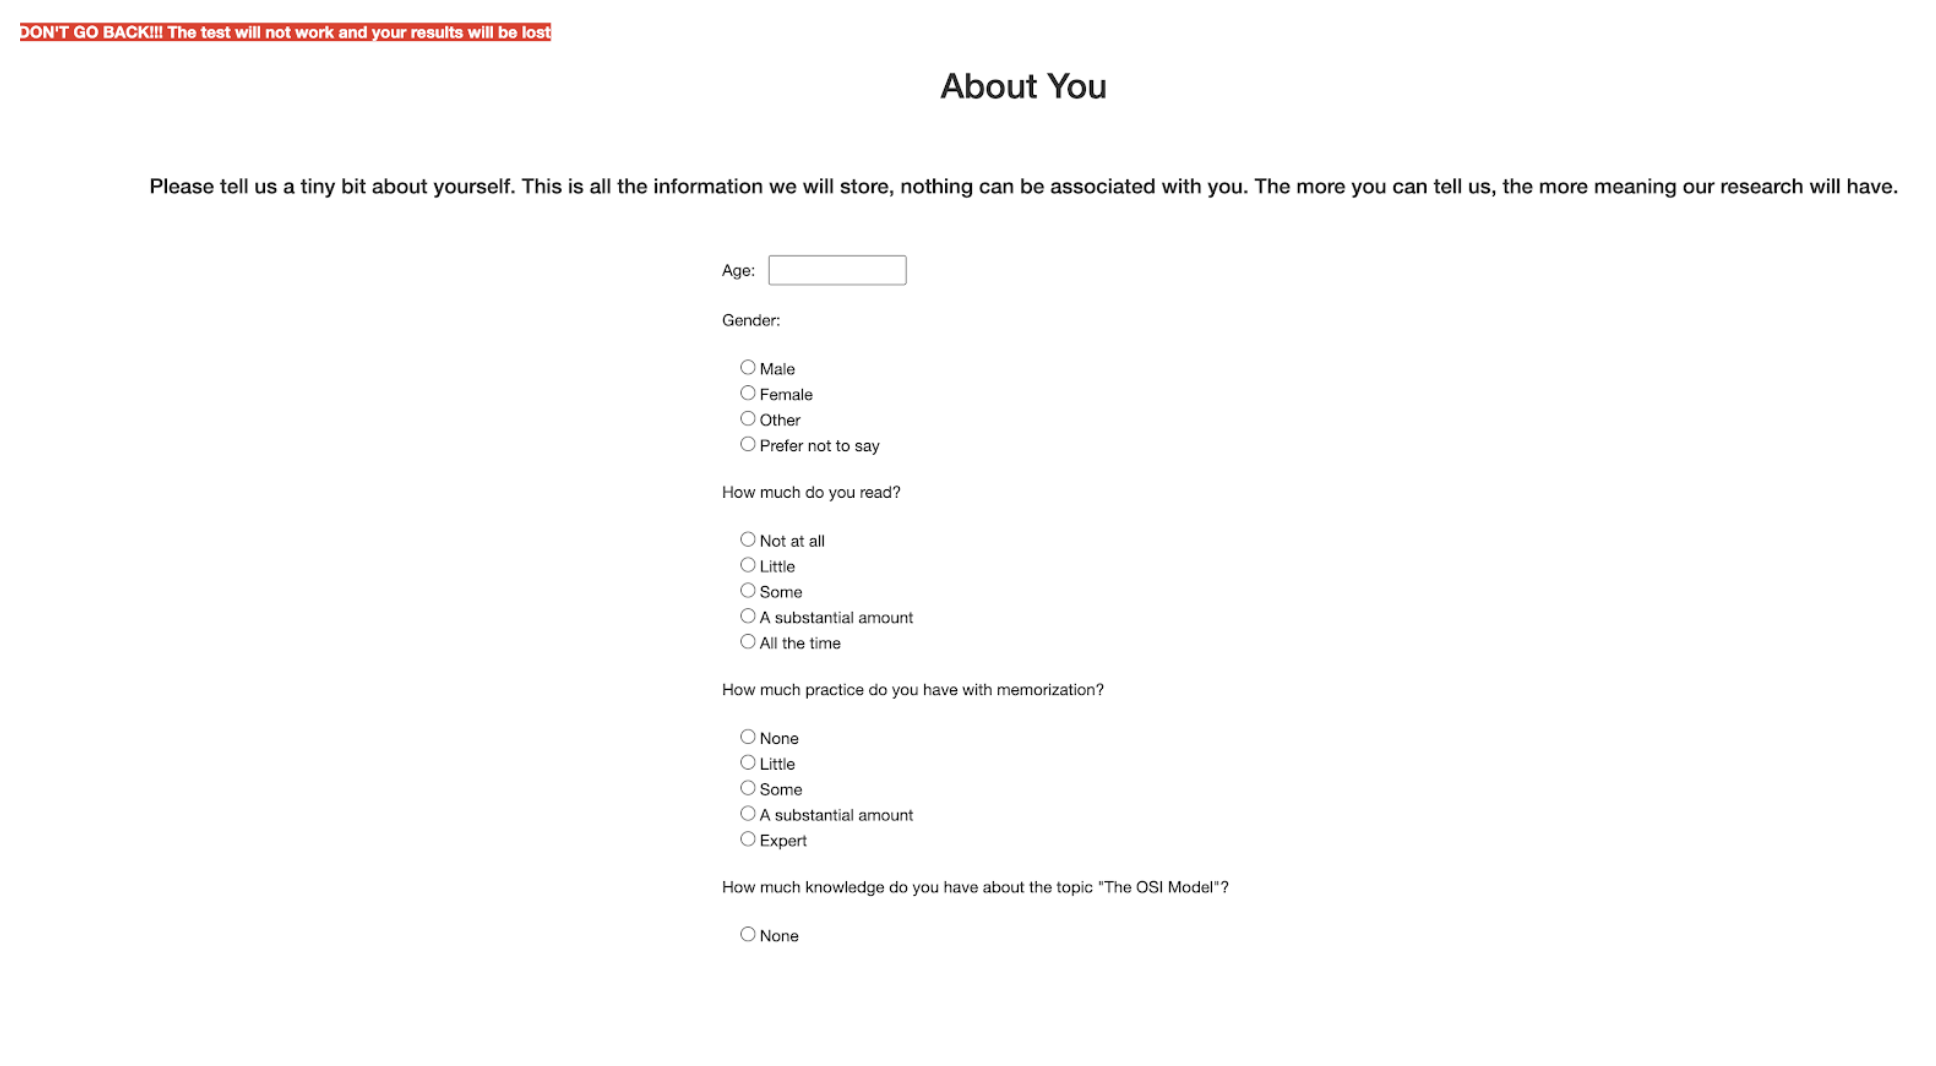 DON'T GO BACK!!! The test will not work and your results will be lost
About You
Please tell us a tiny bit about yourself. This is all the information we will store, nothing can be associated with you. The more you can tell us, the more meaning our research will have.
Age:
Gender:
Male
Female
Other
Prefer not to say
How much do you read?
Not at all
Little
Some
A substantial amount
All the time
How much practice do you have with memorization?
None
Little
Some
A substantial amount
Expert
How much knowledge do you have about the topic "The OSI Model"?
None